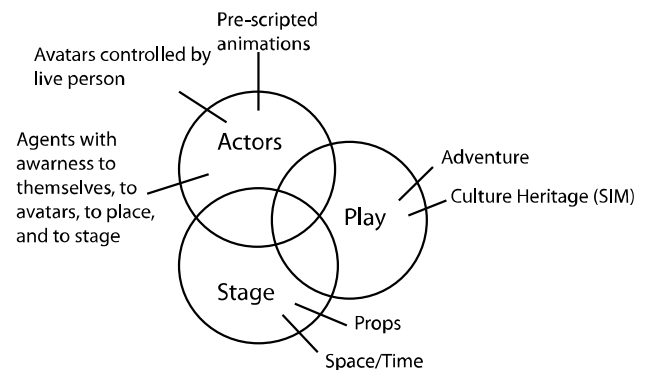 Pre-scripted
animations
Avatars controlled by
live person
Actors
Agents with
awarness to
themselves, to
avatars, to place,
and to stage
Adventure
Culture Heritage (SIM)
Play
Stage
Props
Space/Time